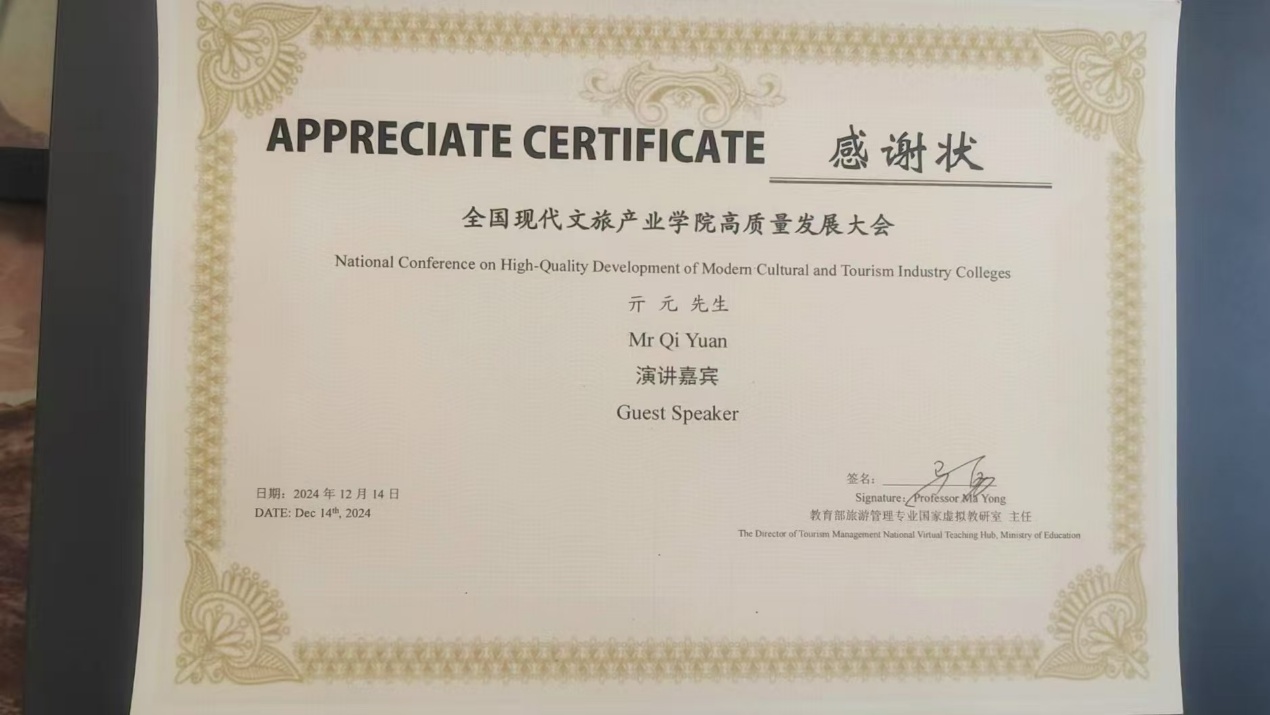 APPRECIATE CERTIFICATE 感谢状
全国现代文旅产业学院高质量发展大会
National Conference on High-Quality Development of Modern Cultural and Tourism Industry Colleges
亓 元 先生
Mr Qi Yuan
演讲嘉宾
Guest Speaker
日期：2024 年 12 月 14 日
DATE: Dec 14th, 2024
签名： 马勇
Signature: Professor Ma Yong
教育部旅游管理专业国家虚拟教研室 主任
The Director of Tourism Management National Virtual Teaching Hub, Ministry of Education